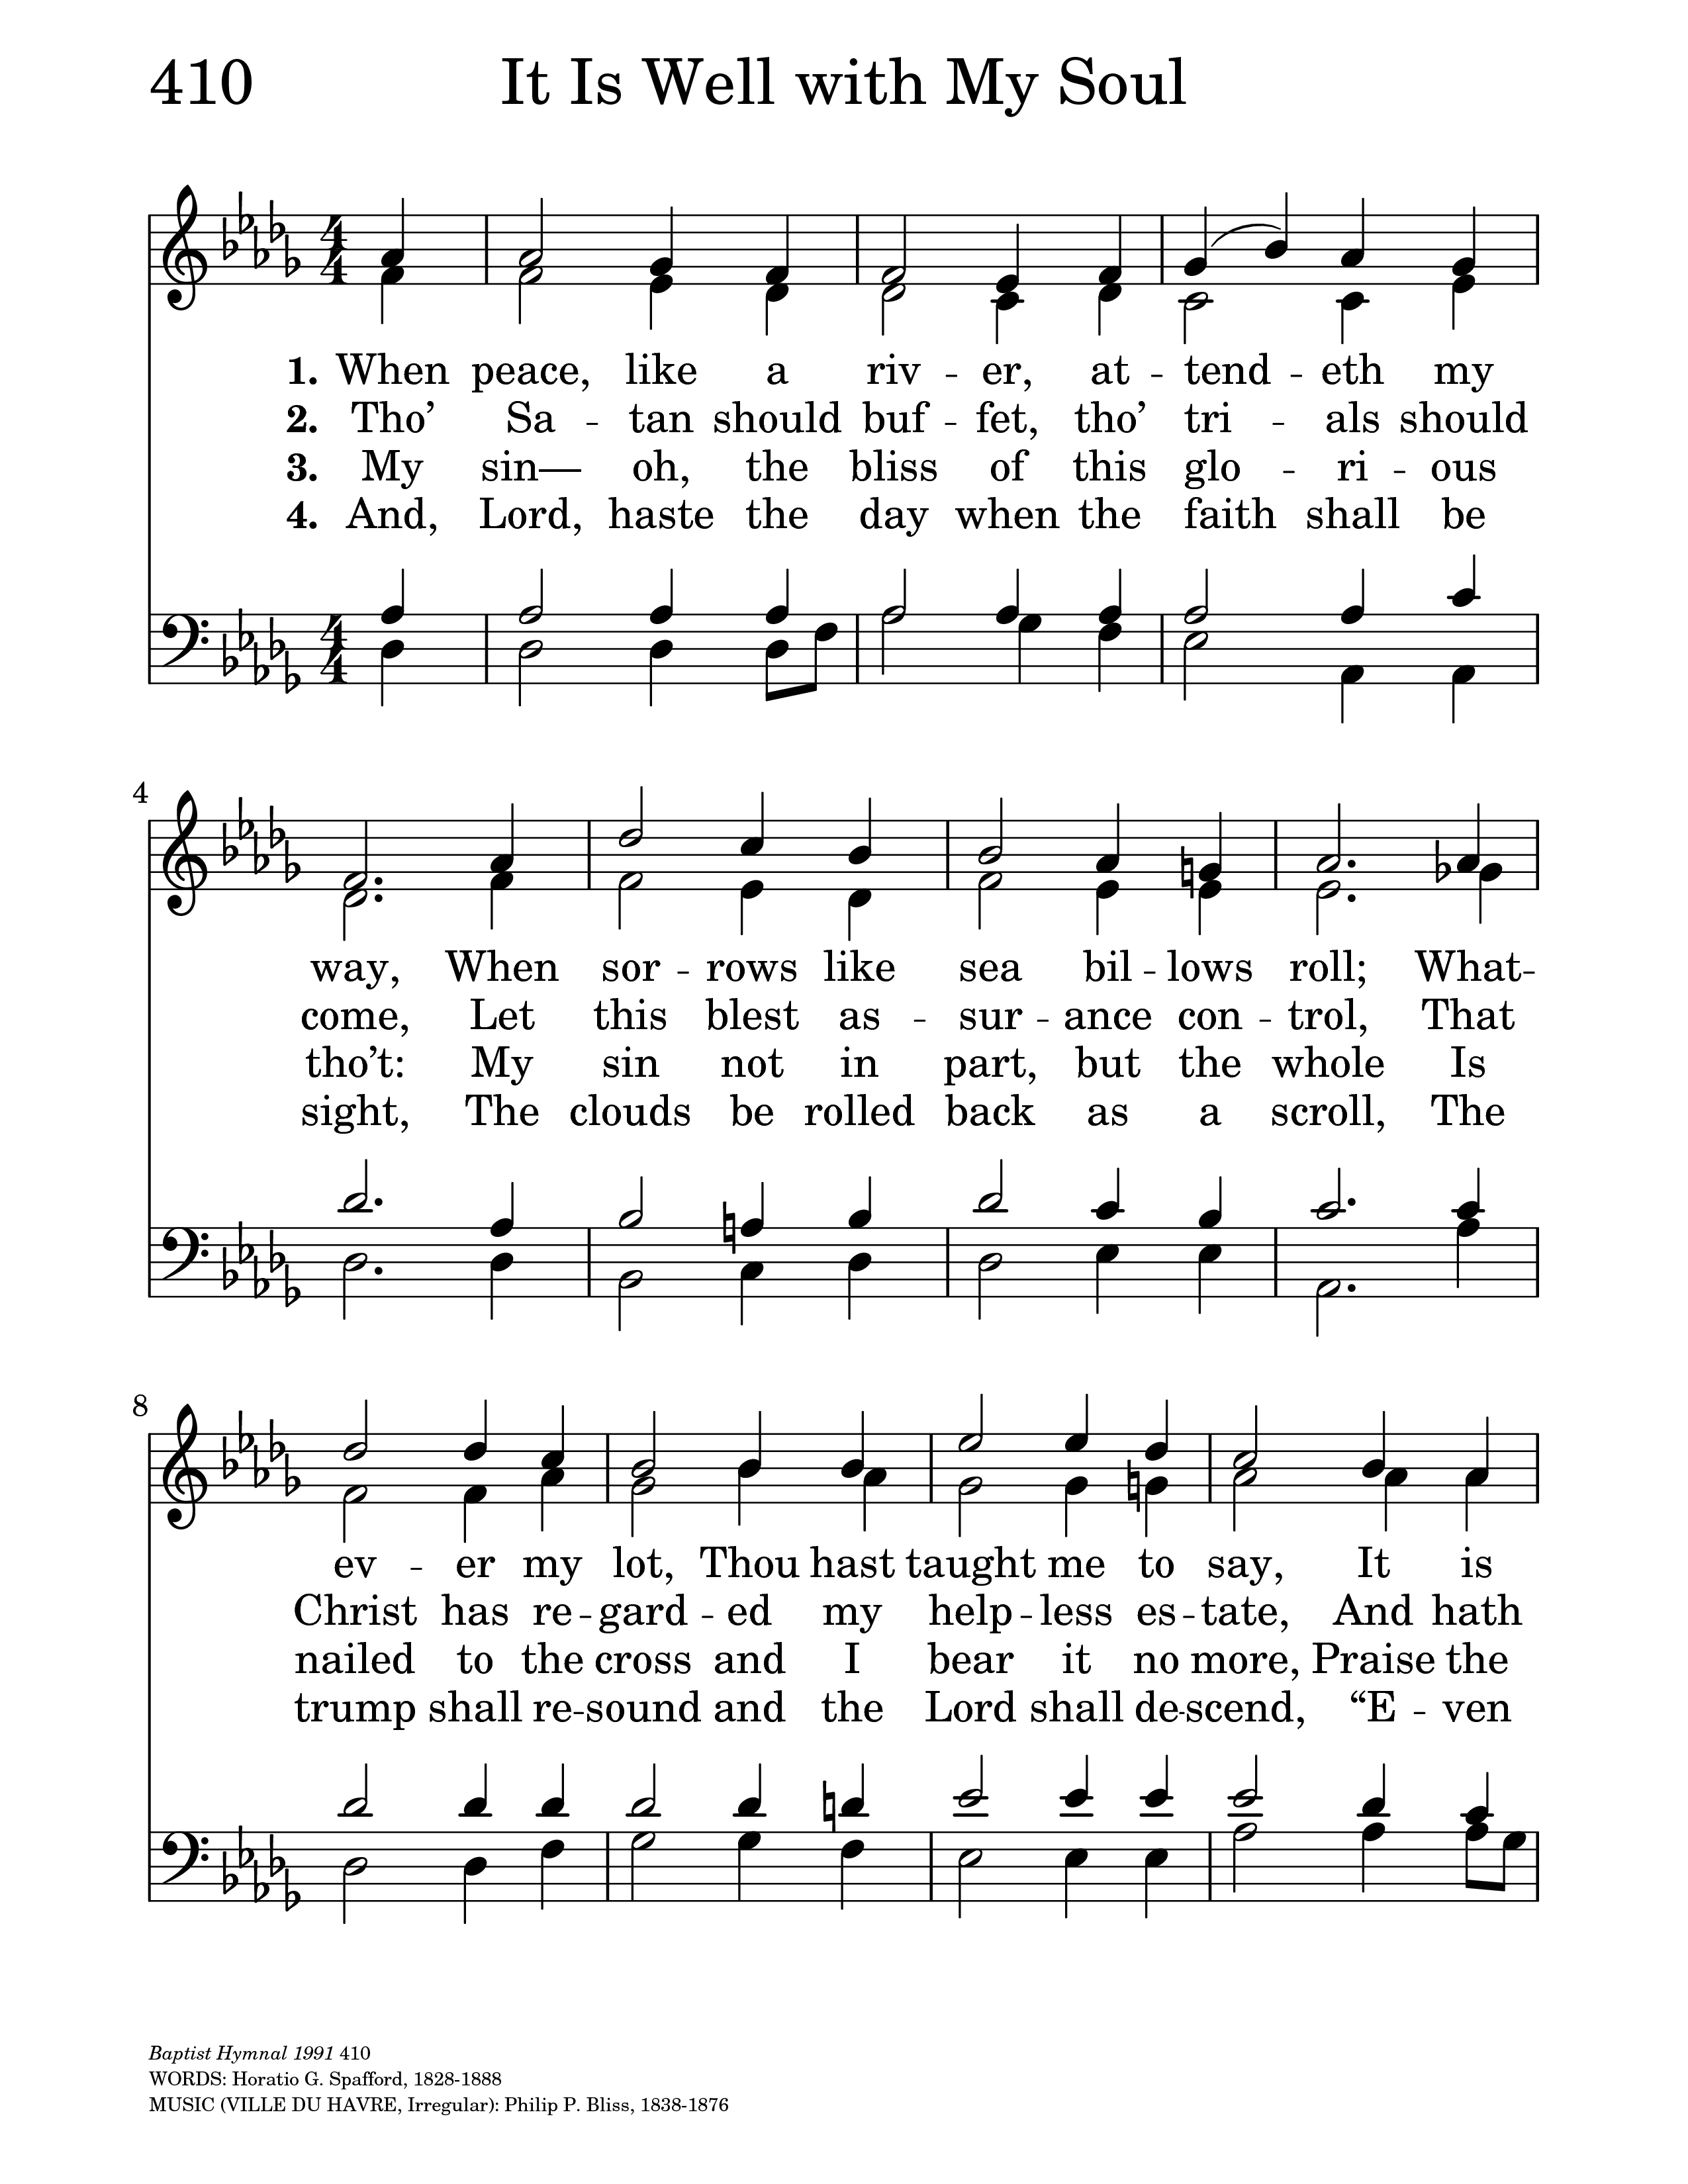 410 It Is Well with My Soul
4 4
1. When peace, like a riv - er, at - tend - eth my
2. Tho’ Sa - tan should buf - fet, tho’ tri - als should
3. My sin— oh, the bliss of this glo - ri - ous
4. And, Lord, haste the day when the faith shall be
4 4
4
way, When sor - rows like sea bil - lows roll; What -
come, Let this blest as - sur - ance con - trol, That
tho’t: My sin not in part, but the whole Is
sight, The clouds be rolled back as a scroll, The
8
ev - er my lot, Thou hast taught me to say, It is
Christ has re - gard - ed my help - less es - tate, And hath
nailed to the cross and I bear it no more, Praise the
trump shall re - sound and the Lord shall de - scend, “E - ven
Baptist Hymnal 1991 410
WORDS: Horatio G. Spafford, 1828-1888
MUSIC (VILLE DU HAVRE, Irregular): Philip P. Bliss, 1838-1876